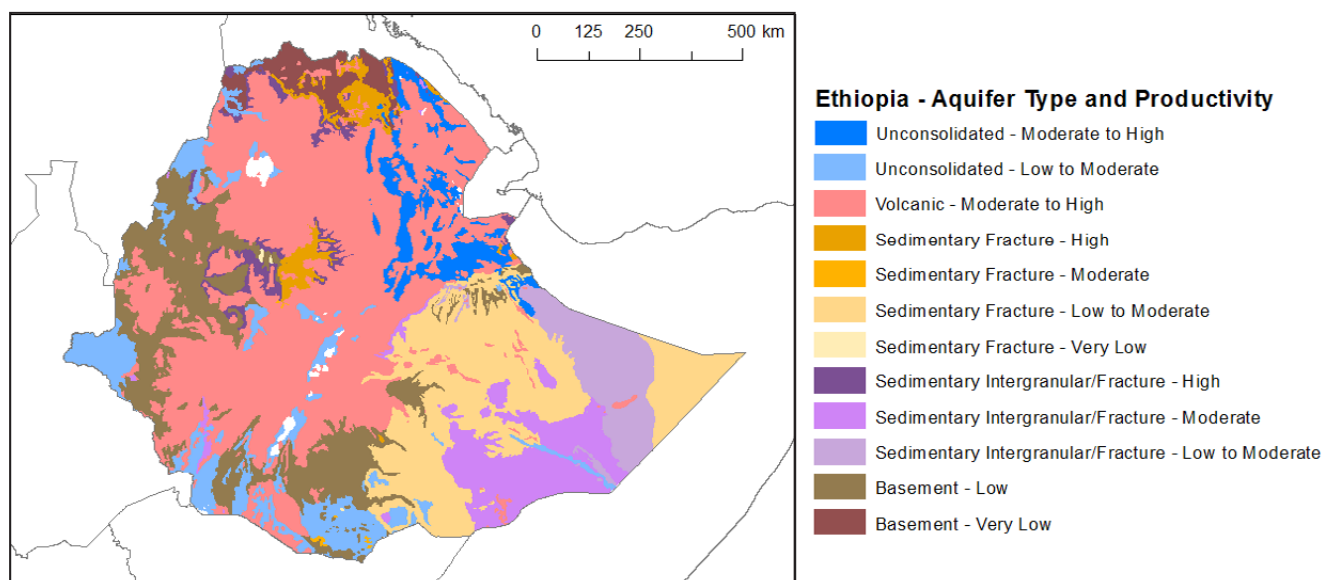 0 125 250 500 km
Ethiopia - Aquifer Type and Productivity
Unconsolidated - Moderate to High
Unconsolidated - Low to Moderate
Volcanic - Moderate to High
Sedimentary Fracture - High
Sedimentary Fracture - Moderate
Sedimentary Fracture - Low to Moderate
Sedimentary Fracture - Very Low
Sedimentary Intergranular/Fracture - High
Sedimentary Intergranular/Fracture - Moderate
Sedimentary Intergranular/Fracture - Low to Moderate
Basement - Low
Basement - Very Low